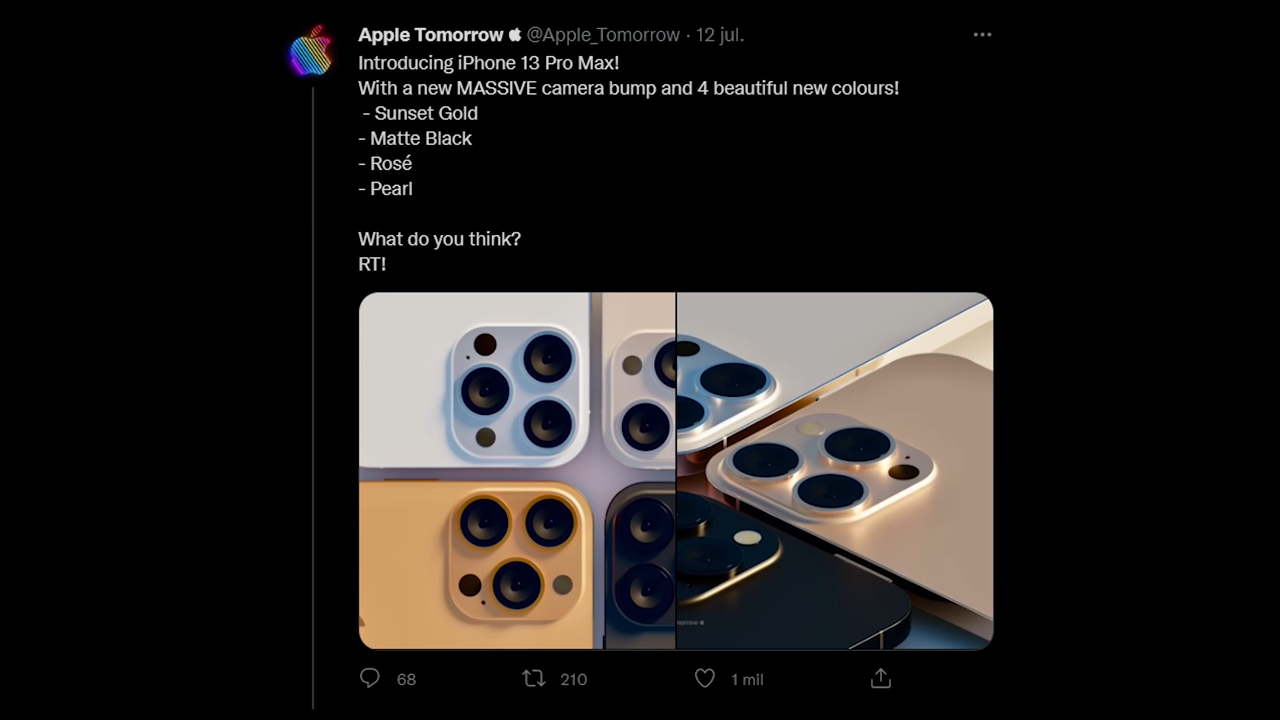 Apple Tomorrow @Apple_Tomorrow · 12 jul.
Introducing iPhone 13 Pro Max!
With a new MASSIVE camera bump and 4 beautiful new colours!
- Sunset Gold
- Matte Black
- Rosé
- Pearl
What do you think?
RT!
68 210 1 mil